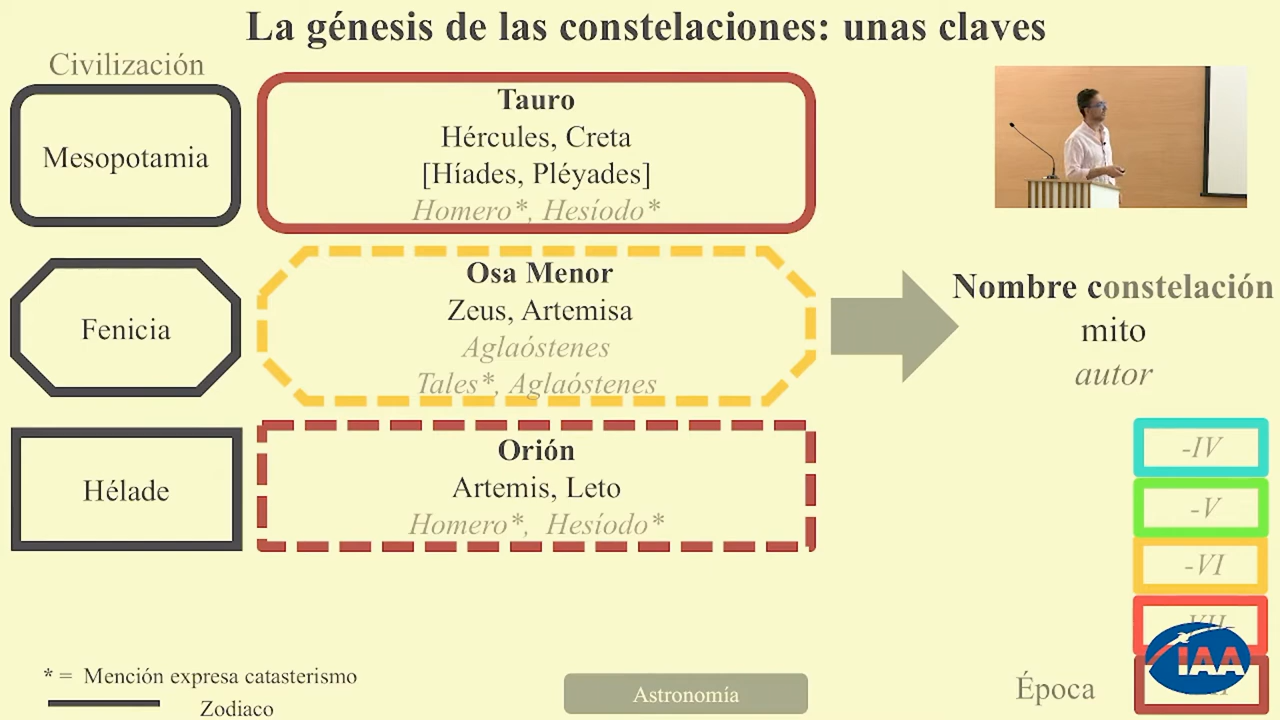 La génesis de las constelaciones: unas claves
Civilización
Mesopotamia
Tauro
Hércules, Creta
[Híades, Pléyades]
Homero*, Hesíodo*
Fenicia
Osa Menor
Zeus, Artemisa
Aglaóstenes
Tales*, Aglaóstenes
Hélade
Orión
Artemis, Leto
Homero*, Hesíodo*
Nombre constelación
mito
autor
-IV
-V
-VI
VII-
IAA
Época
* = Mención expresa catasterismo
Zodiaco
Astronomía